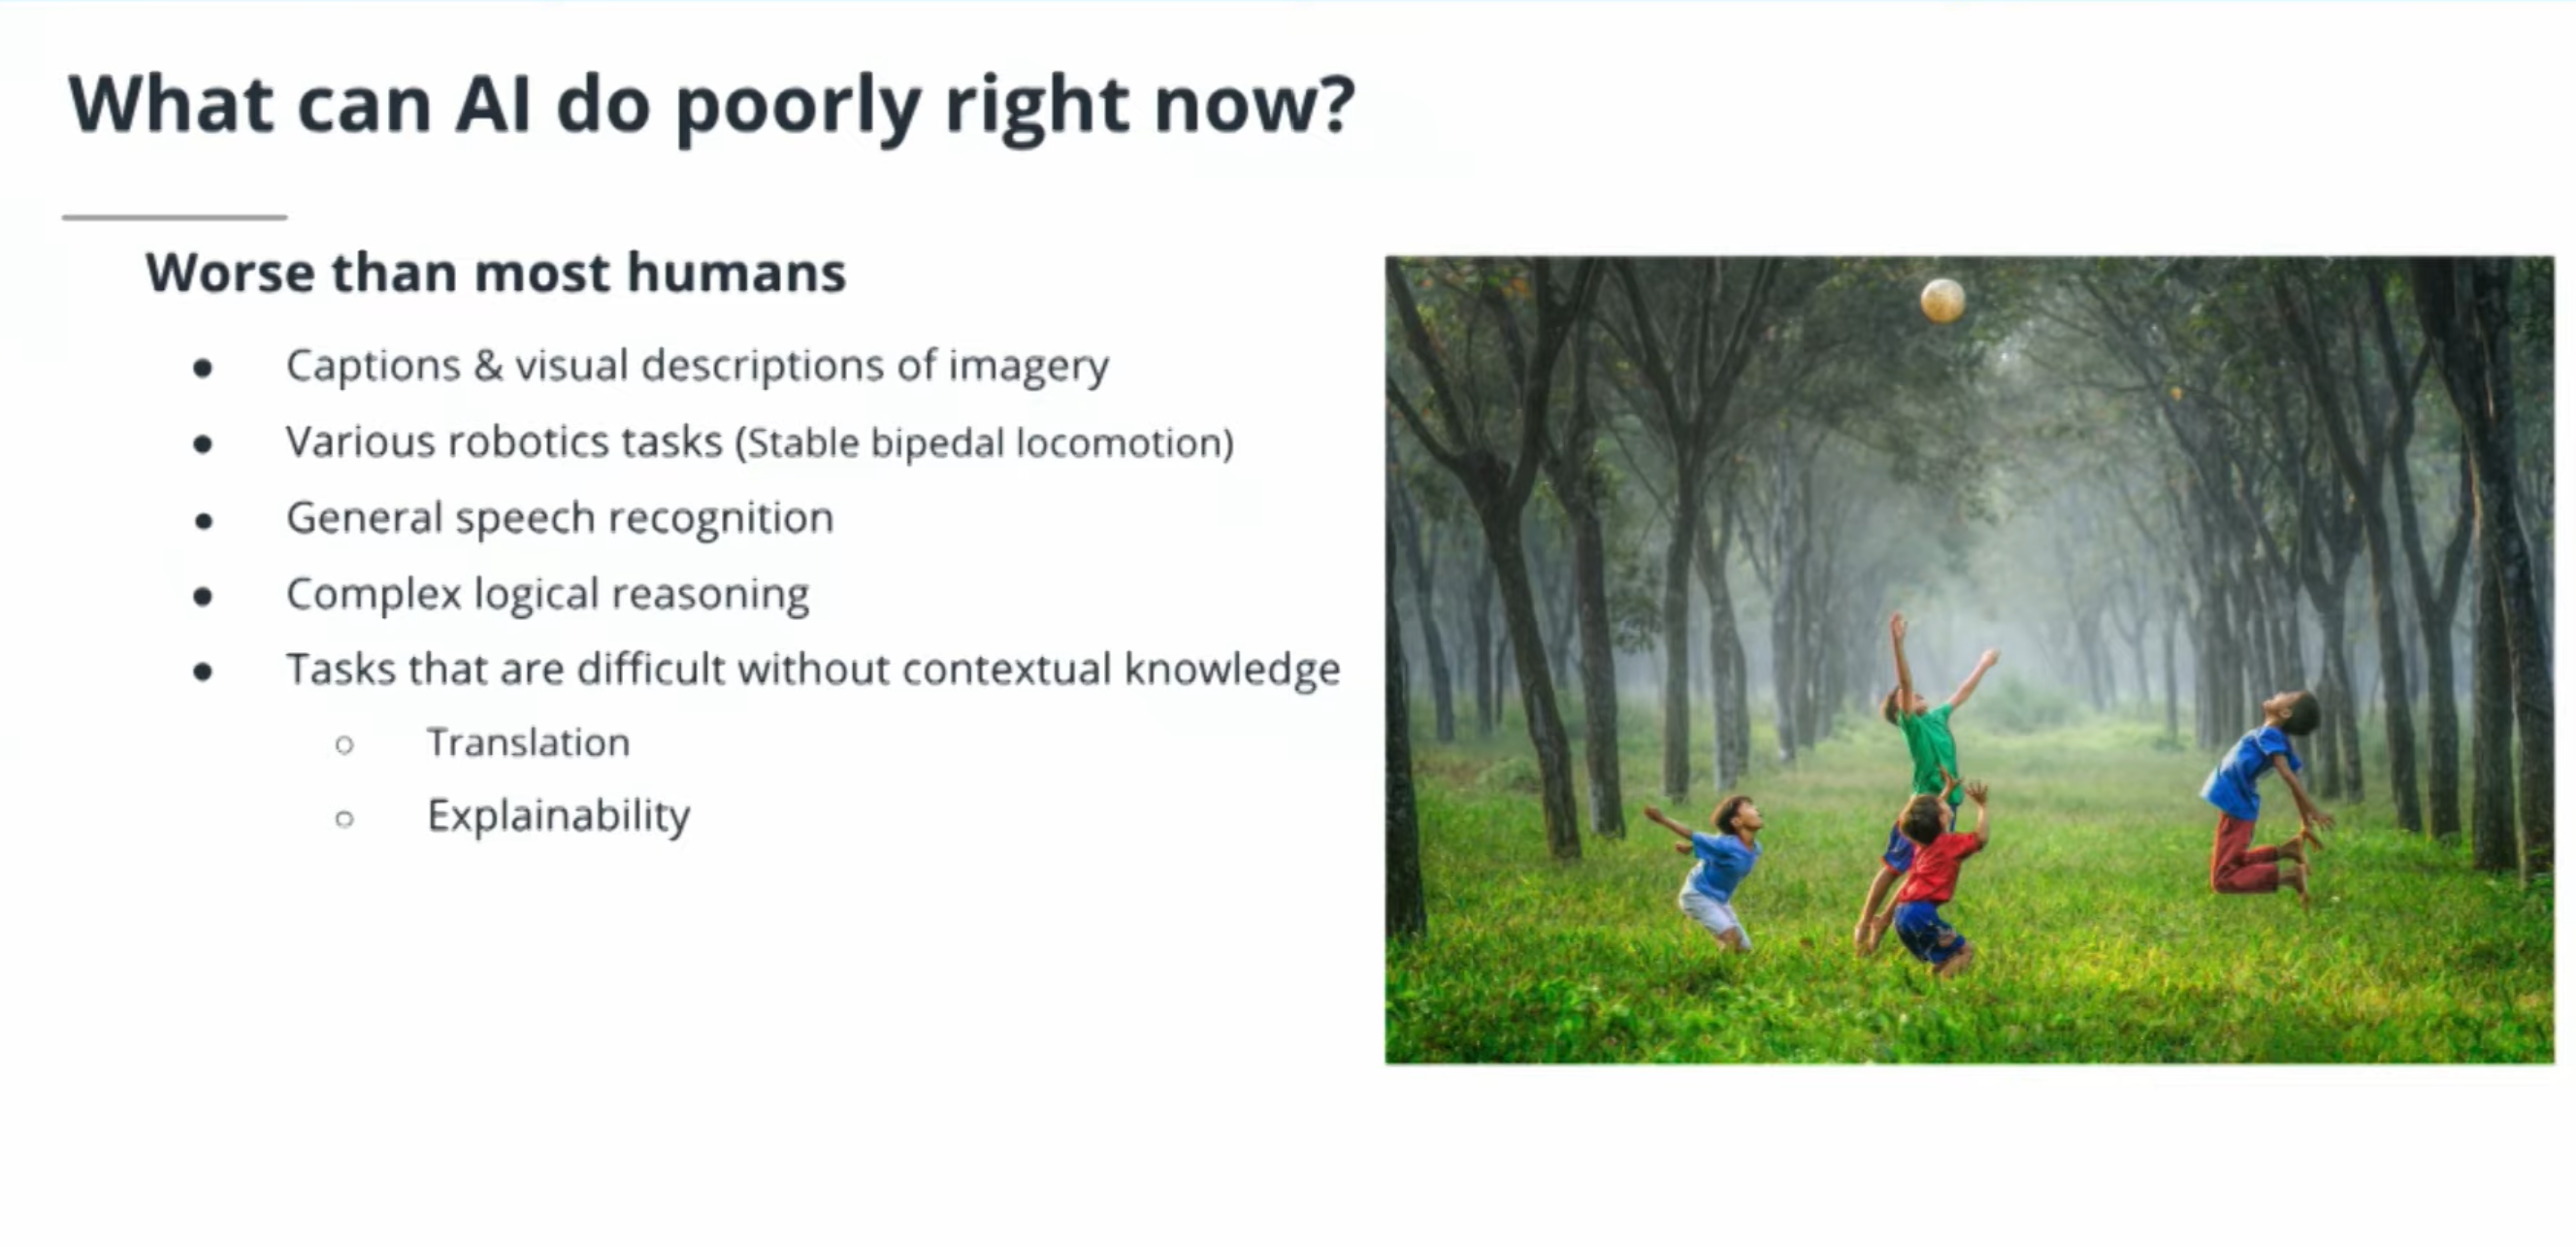 What can AI do poorly right now?
Worse than most humans
● Captions & visual descriptions of imagery
● Various robotics tasks (Stable bipedal locomotion)
● General speech recognition
● Complex logical reasoning
● Tasks that are difficult without contextual knowledge
○ Translation
○ Explainability